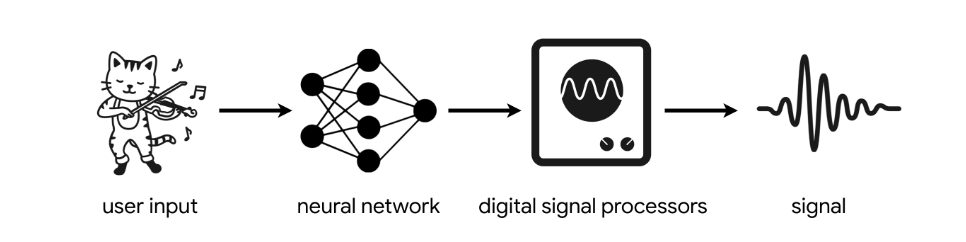 user input
neural network
digital signal processors
signal